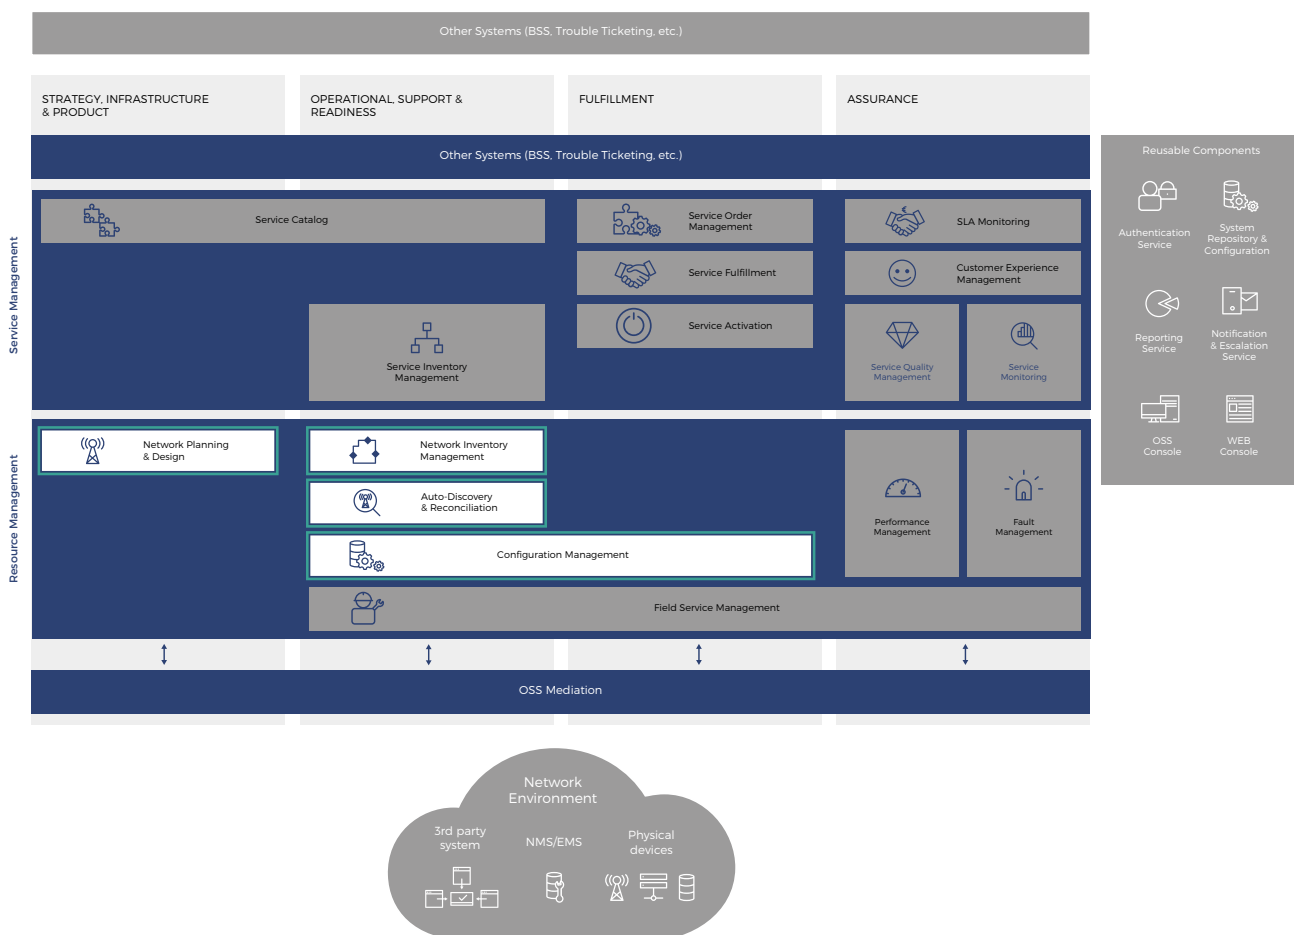 Other Systems (BSS, Trouble Ticketing, etc.)
STRATEGY, INFRASTRUCTURE
& PRODUCT
OPERATIONAL, SUPPORT &
READINESS
FULFILLMENT
ASSURANCE
Other Systems (BSS, Trouble Ticketing, etc.)
Service Management
Service Catalog
Service Order
Management
SLA Monitoring
Service Fulfillment
Customer Experience
Management
Service Inventory
Management
Service Activation
Service Quality
Management
Service
Monitoring
Resource Management
Network Planning
& Design
Network Inventory
Management
Auto-Discovery
& Reconciliation
Configuration Management
Performance
Management
Fault
Management
Field Service Management
OSS Mediation
Reusable Components
Authentication
Service
System
Repository &
Configuration
Reporting
Service
Notification
& Escalation
Service
OSS
Console
WEB
Console
Network
Environment
3rd party
system
NMS/EMS
Physical
devices